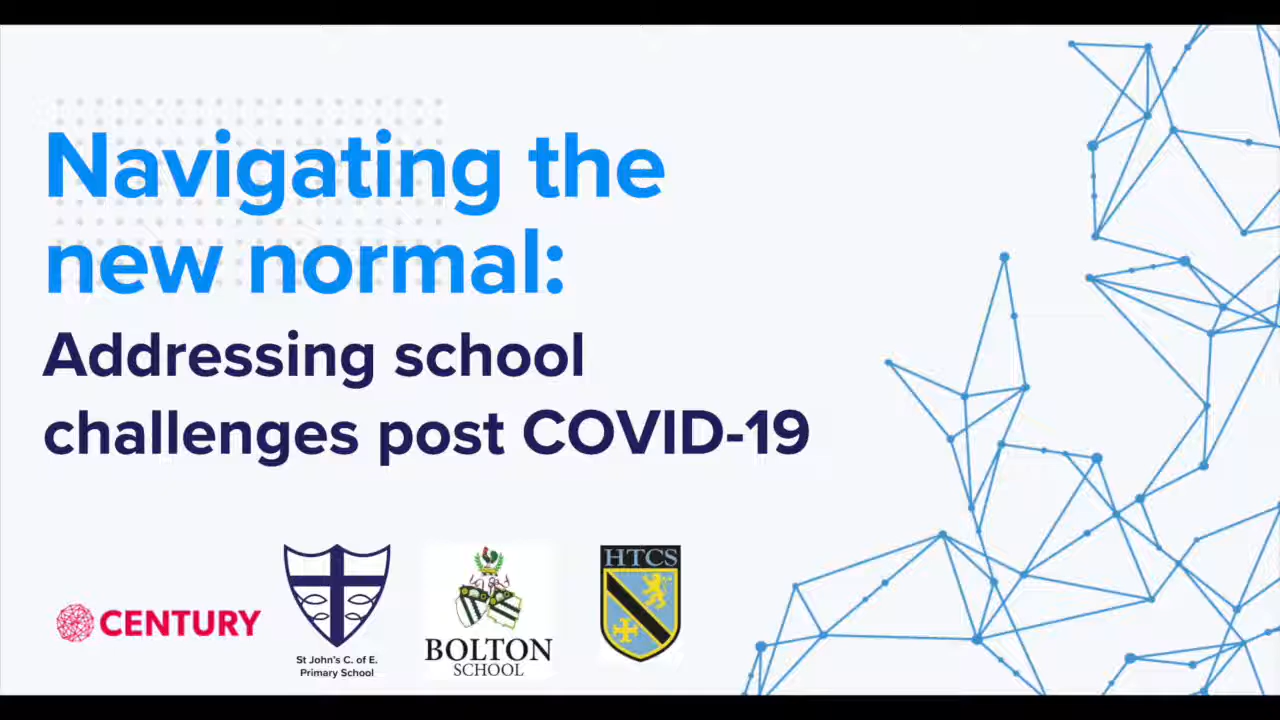 Navigating the
new normal:
Addressing school
challenges post COVID-19
CENTURY
St John's C. of E.
Primary School
BOLTON
SCHOOL
HTCS